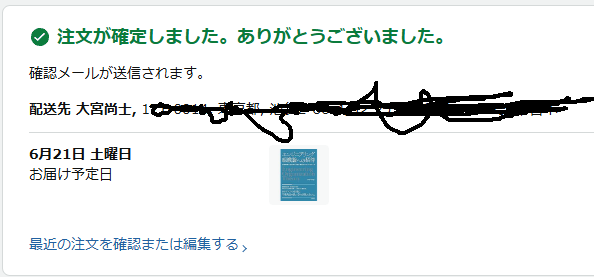 注文が確定しました。ありがとうございました。
確認メールが送信されます。
配送先 大宮尚士,
6月21日 土曜日
お届け予定日
最近の注文を確認または編集する